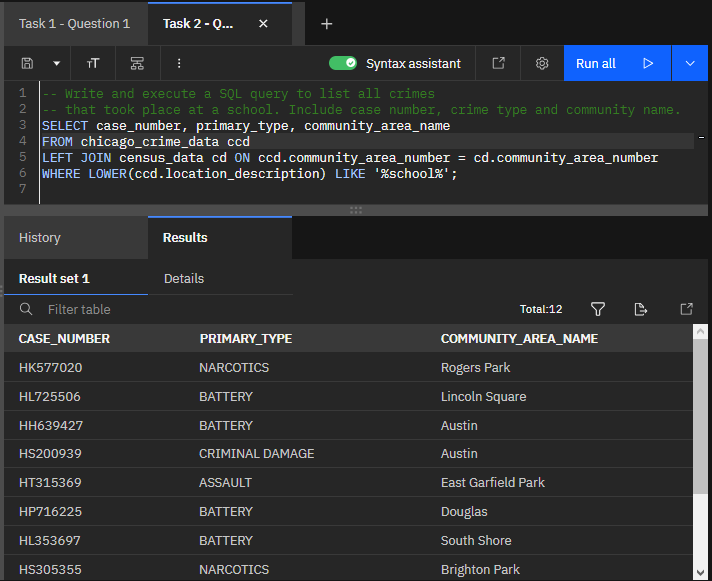 Task 1 - Question 1
Task 2 - Q...
тT
Syntax assistant
Run all
1 -- Write and execute a SQL query to list all crimes
2 -- that took place at a school. Include case number, crime type and community name.
3 SELECT case_number, primary_type, community_area_name
4 FROM chicago_crime_data ccd
5 LEFT JOIN census_data cd ON ccd.community_area_number = cd.community_area_number
6 WHERE LOWER(ccd.location_description) LIKE '%school%';
7
History
Results
Result set 1
Details
Filter table
Total:12
CASE_NUMBER PRIMARY_TYPE COMMUNITY_AREA_NAME
HK577020 NARCOTICS Rogers Park
HL725506 BATTERY Lincoln Square
HH639427 BATTERY Austin
HS200939 CRIMINAL DAMAGE Austin
HT315369 ASSAULT East Garfield Park
HP716225 BATTERY Douglas
HL353697 BATTERY South Shore
HS305355 NARCOTICS Brighton Park